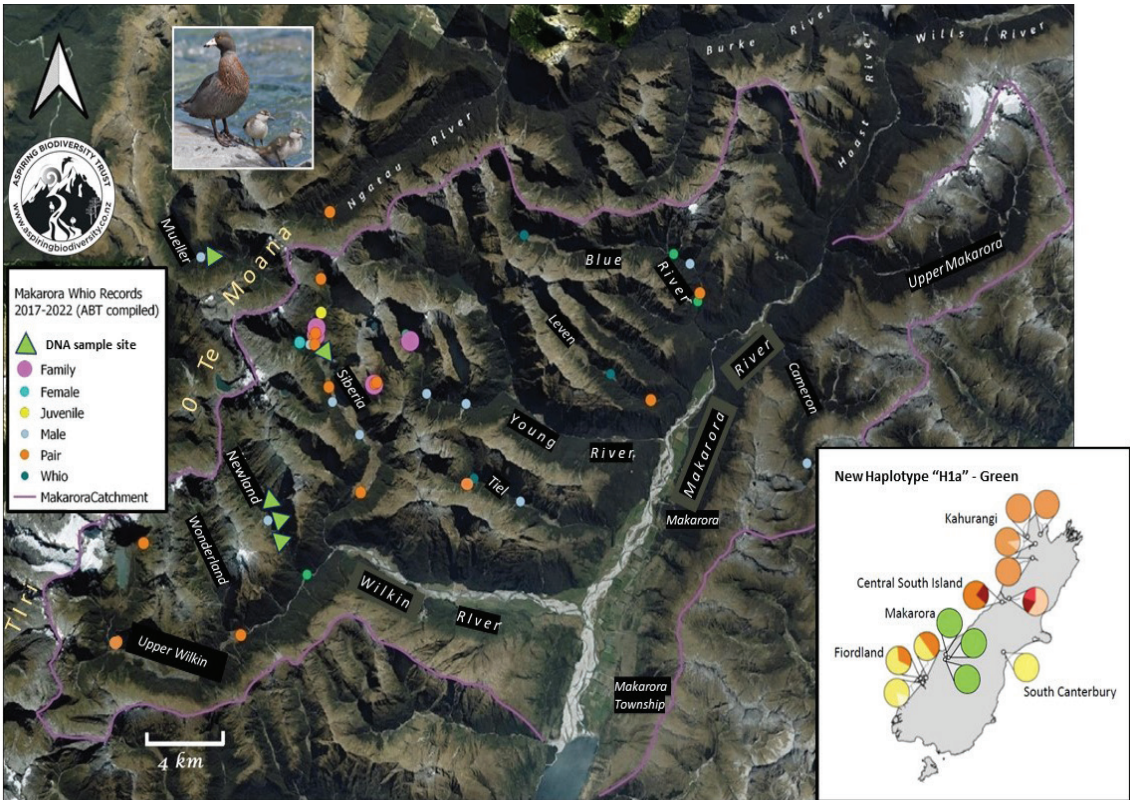 Burke River
Wills River
Haast River
Ngatau River
ASPIRING BIODIVERSITY TRUST
www.aspiringbiodiversity.co.nz
Mueller
O Te Moana
Blue
River
Upper Makarora
Makarora Whio Records
2017-2022 (ABT compiled)
DNA sample site
Family
Female
Juvenile
Male
Pair
Whio
MakaroraCatchment
Leven
Siberia
River
Cameron
Young
River
Makarora
Newland
Tiel
Makarora
Wonderland
Wilkin
River
TIri
Upper Wilkin
Makarora
Township
4 km
New Haplotype "H1a" - Green
Kahurangi
Central South Island
Makarora
Fiordland
South Canterbury